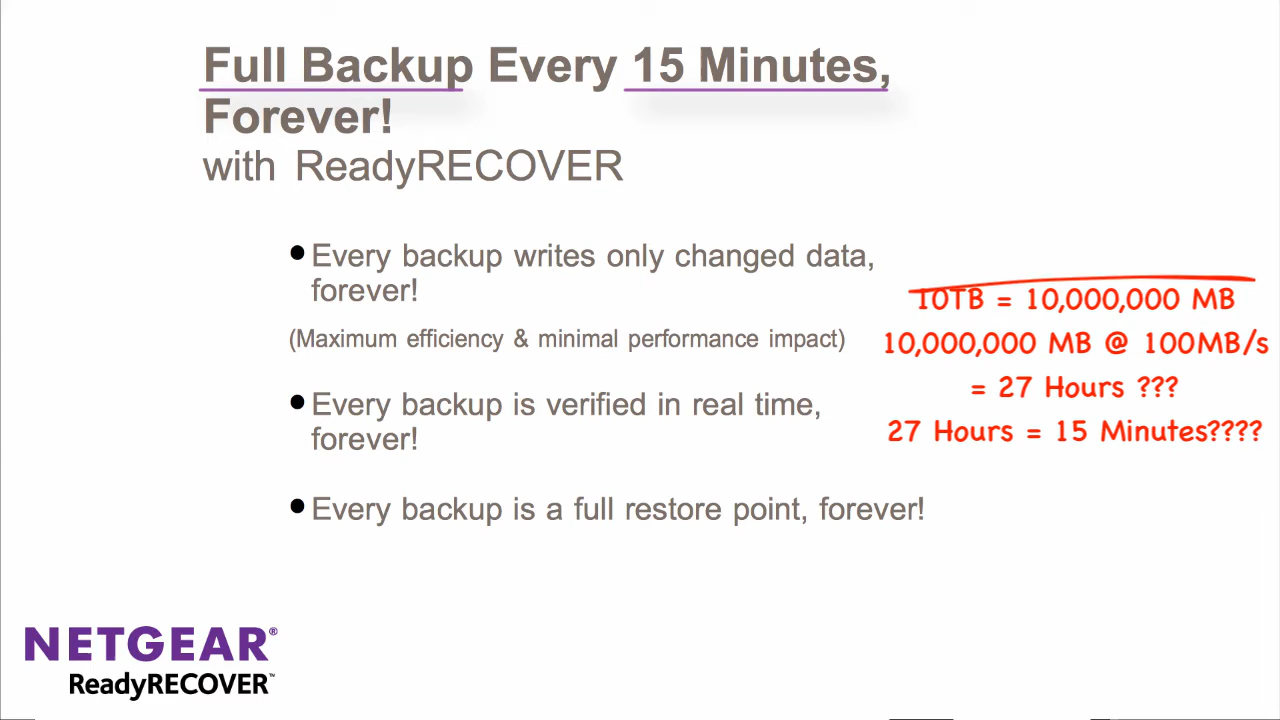 Full Backup Every 15 Minutes,
Forever!
with ReadyRECOVER
● Every backup writes only changed data,
forever!
(Maximum efficiency & minimal performance impact)
● Every backup is verified in real time,
forever!
● Every backup is a full restore point, forever!
10TB = 10,000,000 MB
10,000,000 MB @ 100MB/s
= 27 Hours ???
27 Hours = 15 Minutes????
NETGEAR®
ReadyRECOVER™